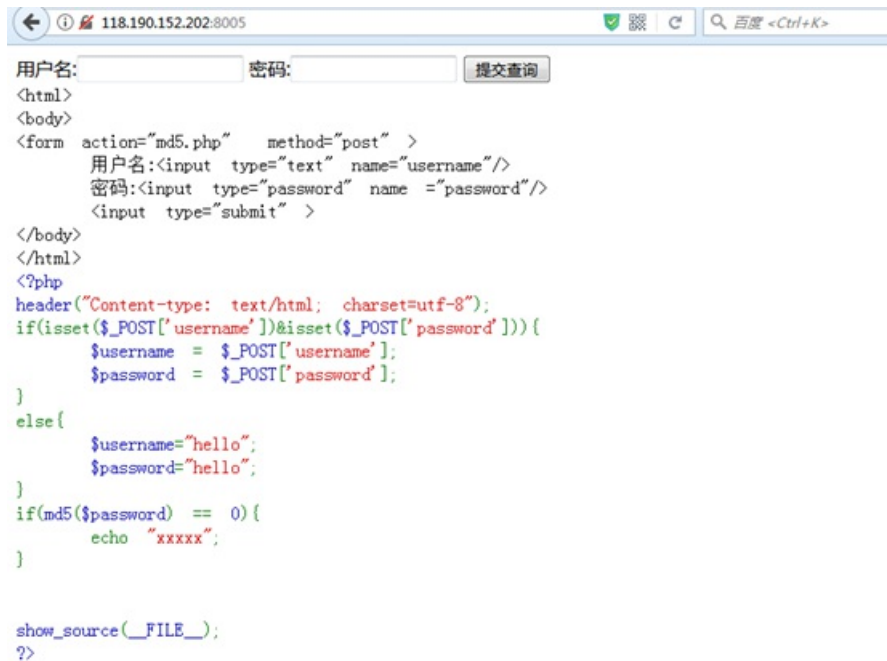 118.190.152.202:8005
百度 <Ctrl+K>
用户名: 密码: 提交查询
<html>
<body>
<form action="md5.php" method="post" >
用户名:<input type="text" name="username"/>
密码:<input type="password" name ="password"/>
<input type="submit" >
</body>
</html>
<?php
header("Content-type: text/html; charset=utf-8");
if(isset($_POST['username'])&isset($_POST['password'])){
$username = $_POST['username'];
$password = $_POST['password'];
}
else{
$username="hello";
$password="hello";
}
if(md5($password) == 0){
echo "xxxxx";
}
show_source(__FILE__);
?>